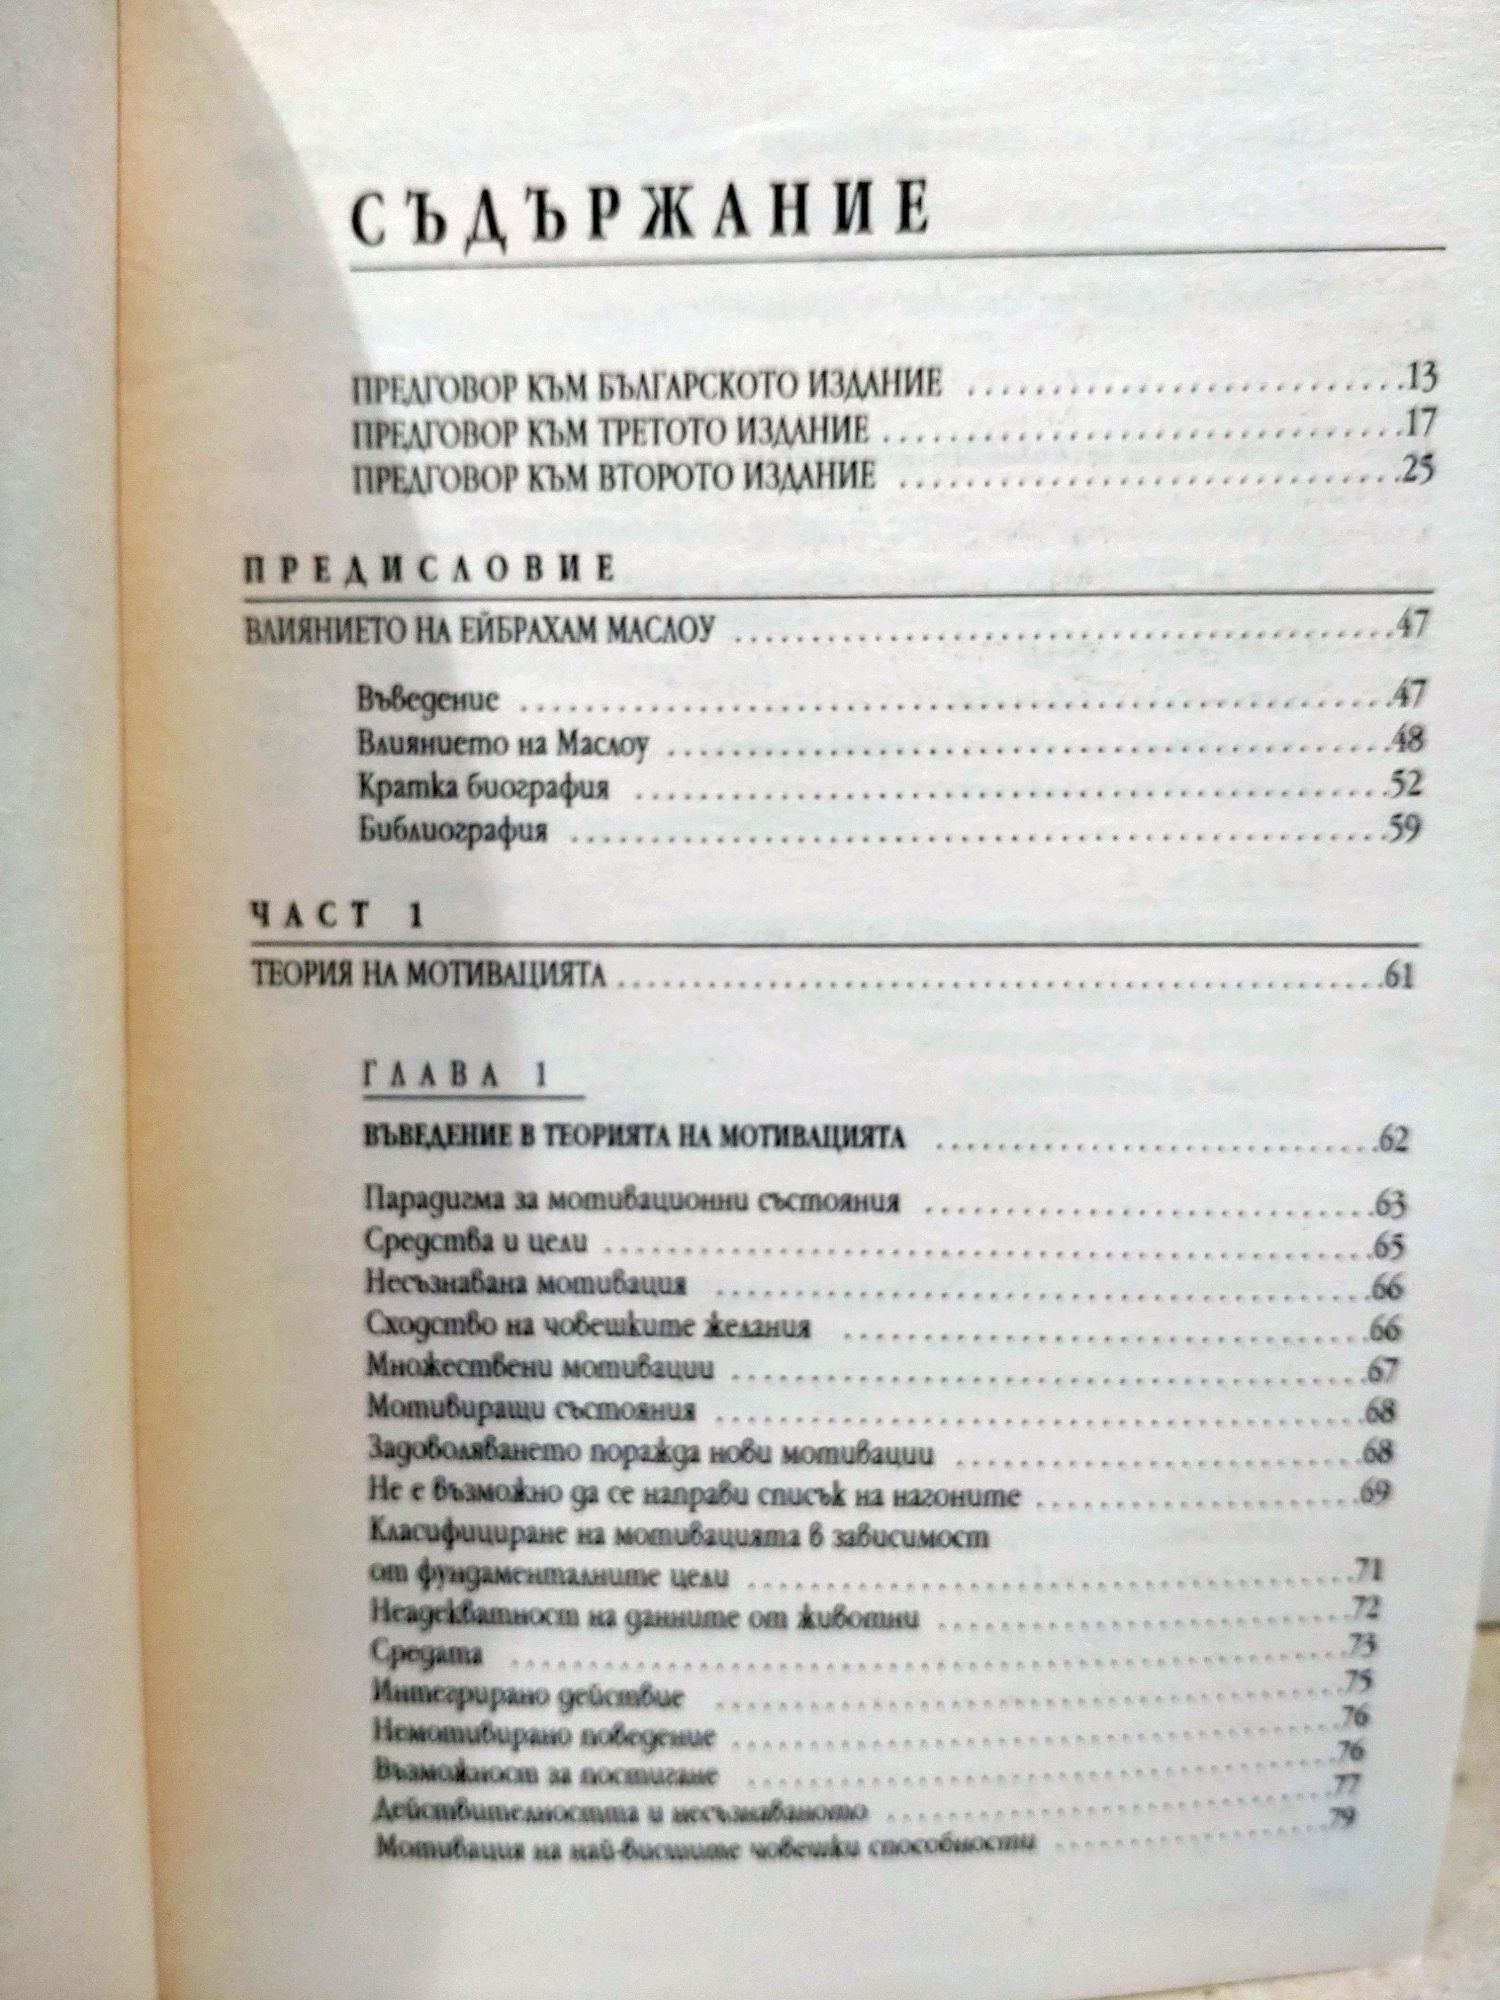 СЪДЪРЖАНИЕ
ПРЕДГОВОР КЪМ БЪЛГАРСКОТО ИЗДАНИЕ ..............................13
ПРЕДГОВОР КЪМ ТРЕТОТО ИЗДАНИЕ ..............................17
ПРЕДГОВОР КЪМ ВТОРОТО ИЗДАНИЕ ..............................25
ПРЕДИСЛОВИЕ
ВЛИЯНИЕТО НА ЕЙБРАХАМ МАСЛОУ ..............................47
Въведение ..............................47
Влиянието на Маслоу ..............................48
Кратка биография ..............................52
Библиография ..............................59
ЧАСТ 1
ТЕОРИЯ НА МОТИВАЦИЯТА ..............................61
ГЛАВА 1
ВЪВЕДЕНИЕ В ТЕОРИЯТА НА МОТИВАЦИЯТА ..............................62
Парадигма за мотивационни състояния ..............................63
Средства и цели ..............................65
Несъзнавана мотивация ..............................66
Сходство на човешките желания ..............................66
Множествени мотивации ..............................67
Мотивиращи състояния ..............................68
Задоволяването поражда нови мотивации ..............................68
Не е възможно да се направи списък на нагоните ..............................69
Класифициране на мотивацията в зависимост
от фундаменталните цели ..............................71
Неадекватност на данните от животни ..............................72
Средата ..............................73
Интегрирано действие ..............................75
Немотивирано поведение ..............................76
Възможност за постигане ..............................76
Действителността и несъзнаваното ..............................77
Мотивация на най-висшите човешки способности ..............................79